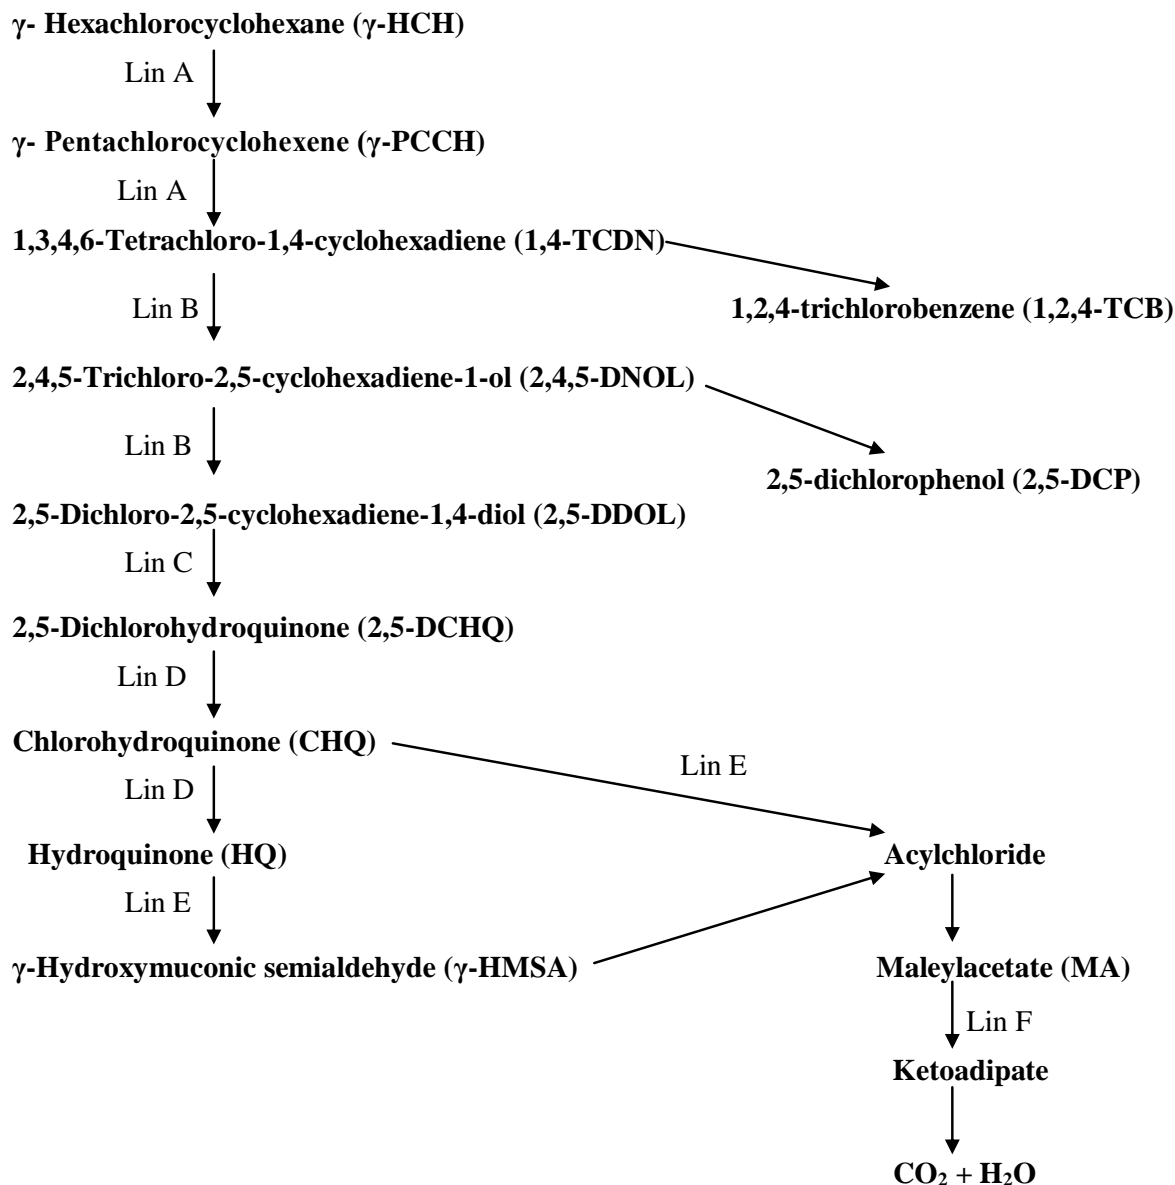 γ- Hexachlorocyclohexane (γ-HCH)
Lin A
γ- Pentachlorocyclohexene (γ-PCCH)
Lin A
1,3,4,6-Tetrachloro-1,4-cyclohexadiene (1,4-TCDN)
Lin B
1,2,4-trichlorobenzene (1,2,4-TCB)
2,4,5-Trichloro-2,5-cyclohexadiene-1-ol (2,4,5-DNOL)
Lin B
2,5-dichlorophenol (2,5-DCP)
2,5-Dichloro-2,5-cyclohexadiene-1,4-diol (2,5-DDOL)
Lin C
2,5-Dichlorohydroquinone (2,5-DCHQ)
Lin D
Chlorohydroquinone (CHQ)
Lin E
Lin D
Hydroquinone (HQ)
Acylchloride
Lin E
γ-Hydroxymuconic semialdehyde (γ-HMSA)
Maleylacetate (MA)
Lin F
Ketoadipate
CO₂ + H₂O